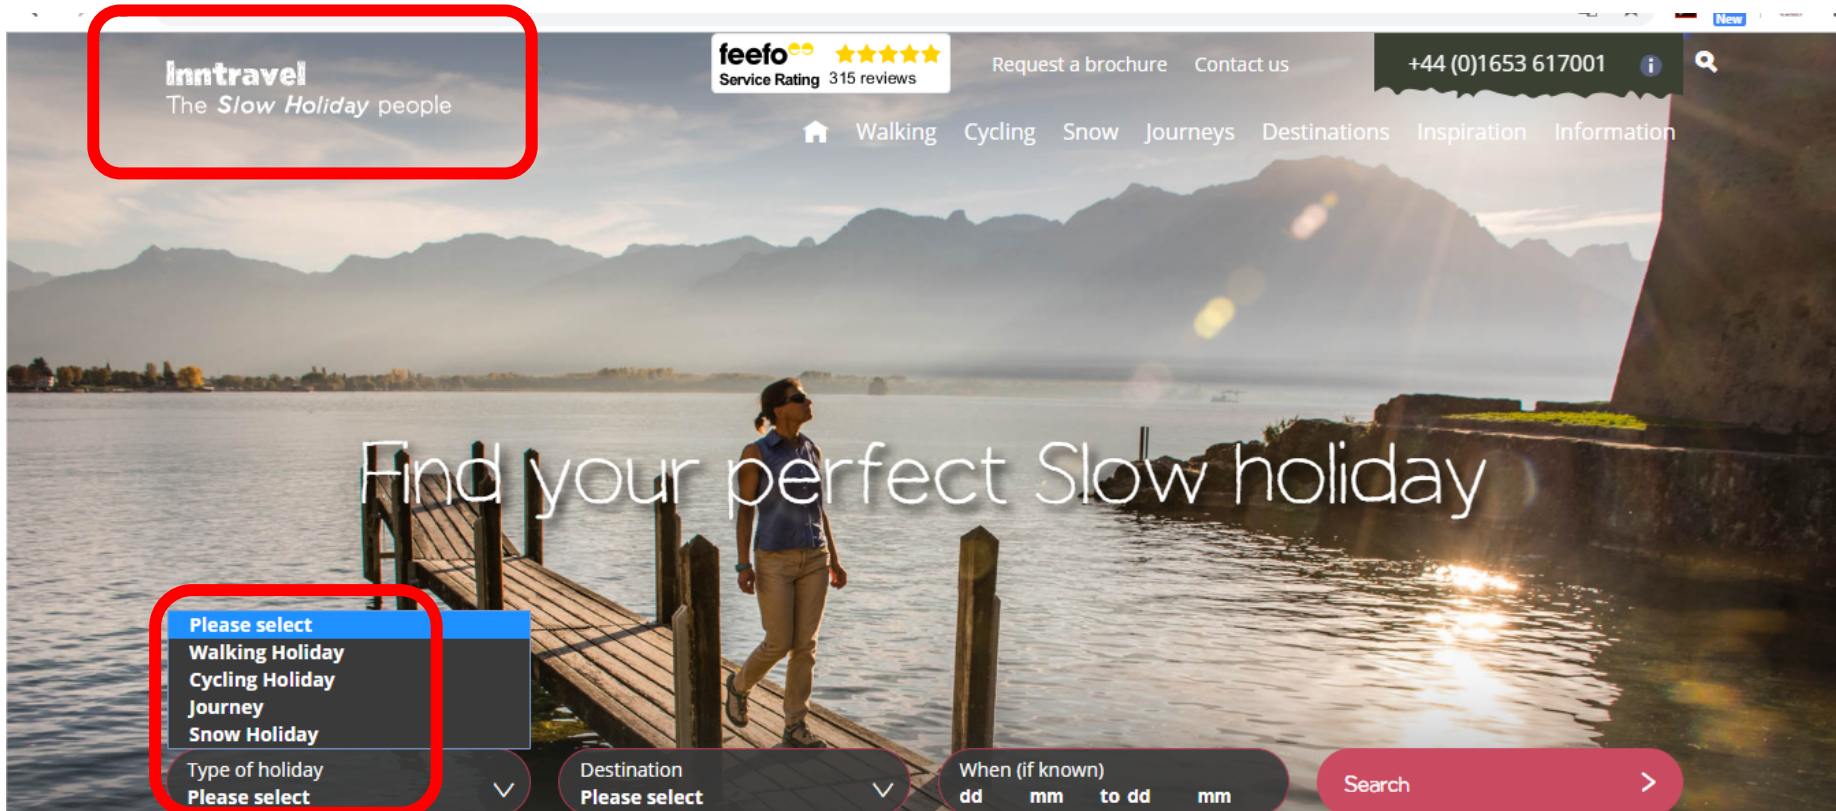 New
Inntravel
The Slow Holiday people
feefo
Service Rating 315 reviews
Request a brochure Contact us
+44 (0)1653 617001 i
Walking Cycling Snow Journeys Destinations Inspiration Information
Find your perfect Slow holiday
Please select
Walking Holiday
Cycling Holiday
Journey
Snow Holiday
Type of holiday
Please select
Destination
Please select
When (if known)
dd mm to dd mm
Search